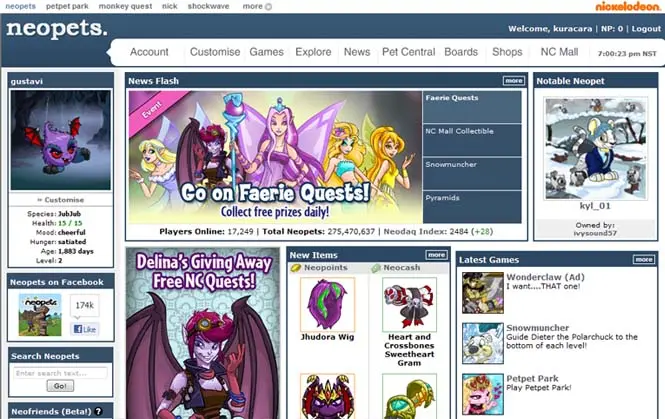 neopets petpet park monkey quest nick shockwave more
nickelodeon
neopets.
Welcome, kuracara | NP: 0 | Logout
Account Customise Games Explore News Pet Central Boards Shops NC Mall 7:00:23 pm NST
gustavi
» Customise
Species: JubJub
Health: 15 / 15
Mood: cheerful
Hunger: satiated
Age: 1,883 days
Level: 2
Neopets on Facebook
neopets
174k
Like
Search Neopets
Enter search text...
Go!
Neofriends (Beta!) ?
News Flash more
Event
Go on Faerie Quests!
Collect free prizes daily!
Faerie Quests
NC Mall Collectible
Snowmuncher
Pyramids
Players Online: 17,249 | Total Neopets: 275,470,637 | Neodaq Index: 2484 (+28)
Notable Neopet
kyl_01
Owned by:
ivysound57
Delina's Giving Away
Free NC Quests!
New Items more
Neopoints Neocash
Jhudora Wig
Heart and
Crossbones
Sweetheart
Gram
Latest Games more
Wonderclaw (Ad)
I want....THAT one!
Snowmuncher
Guide Dieter the Polarchuck to the
bottom of each level!
Petpet Park
Play Petpet Park!